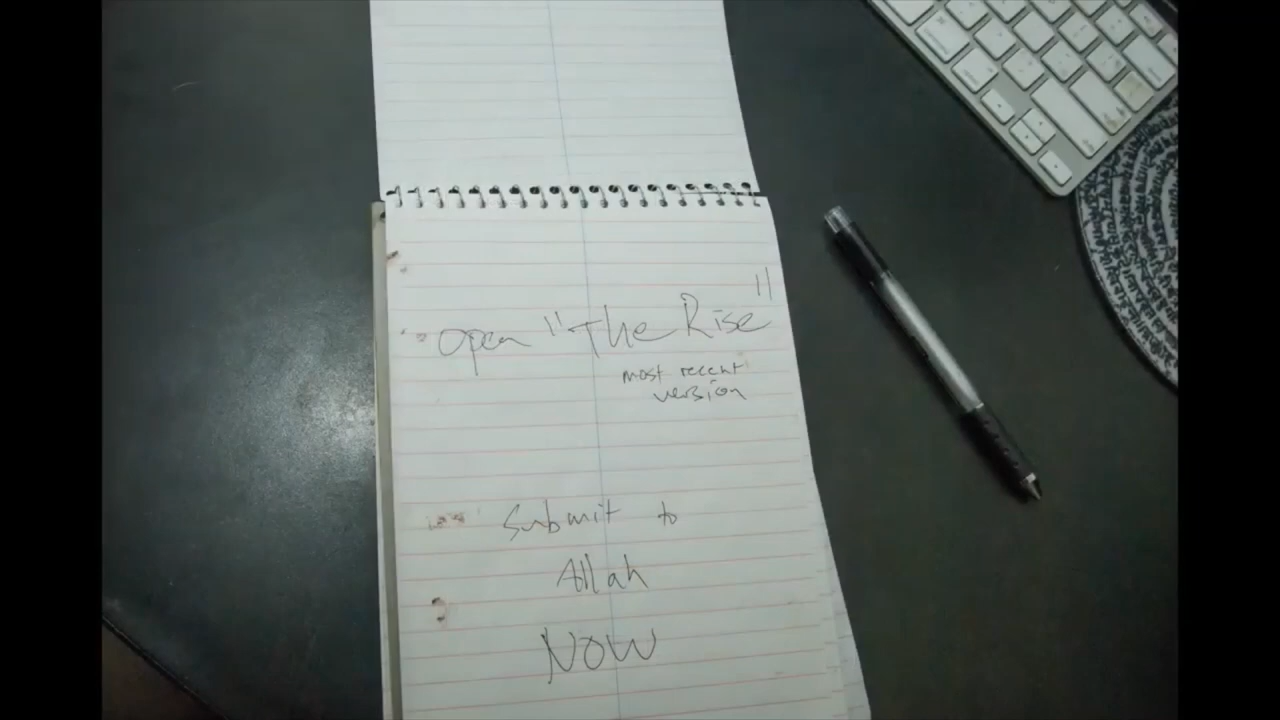 Open "The Rise"
most recent
version
Submit to
Allah
NOW